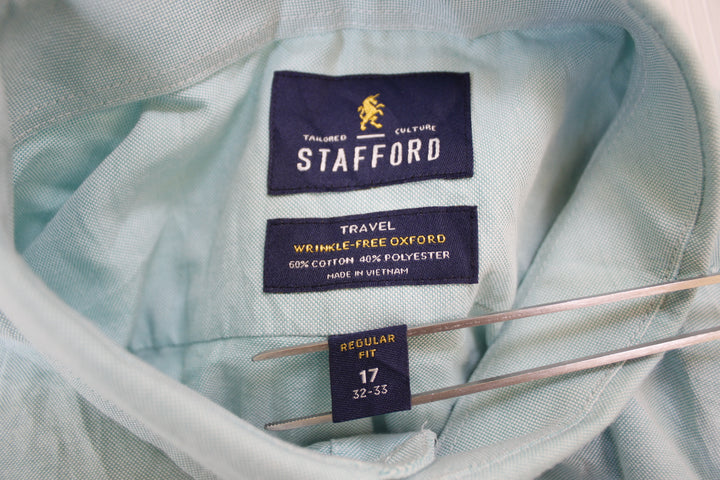 TAILORED CULTURE
STAFFORD
TRAVEL
WRINKLE-FREE OXFORD
60% COTTON 40% POLYESTER
MADE IN VIETNAM
REGULAR
FIT
17
32-33